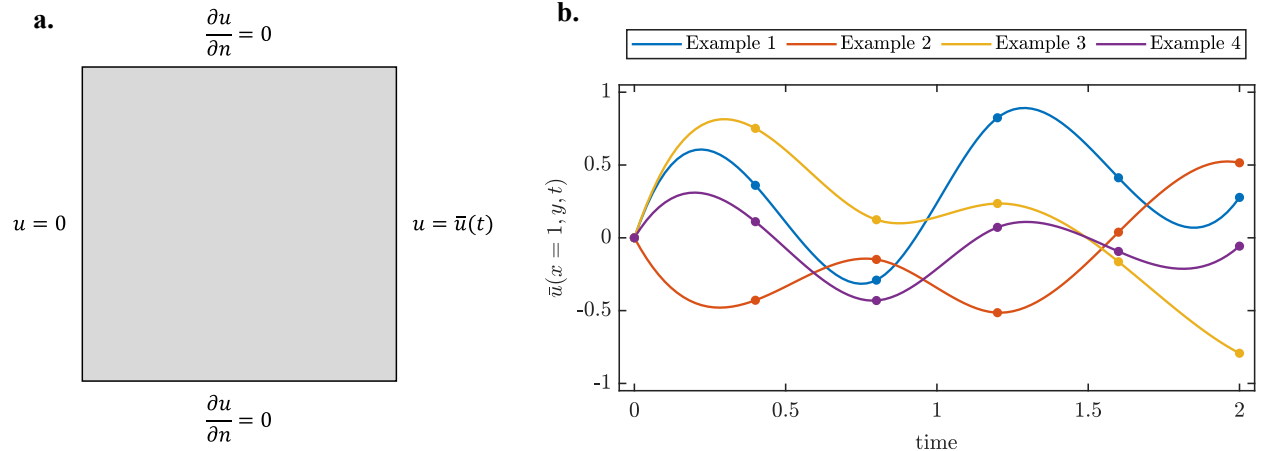 a.
∂u/∂n = 0
u = 0
u = ū(t)
∂u/∂n = 0
b.
Example 1 Example 2 Example 3 Example 4
1
0.5
0
-0.5
-1
ū(x = 1, y, t)
0 0.5 1 1.5 2
time